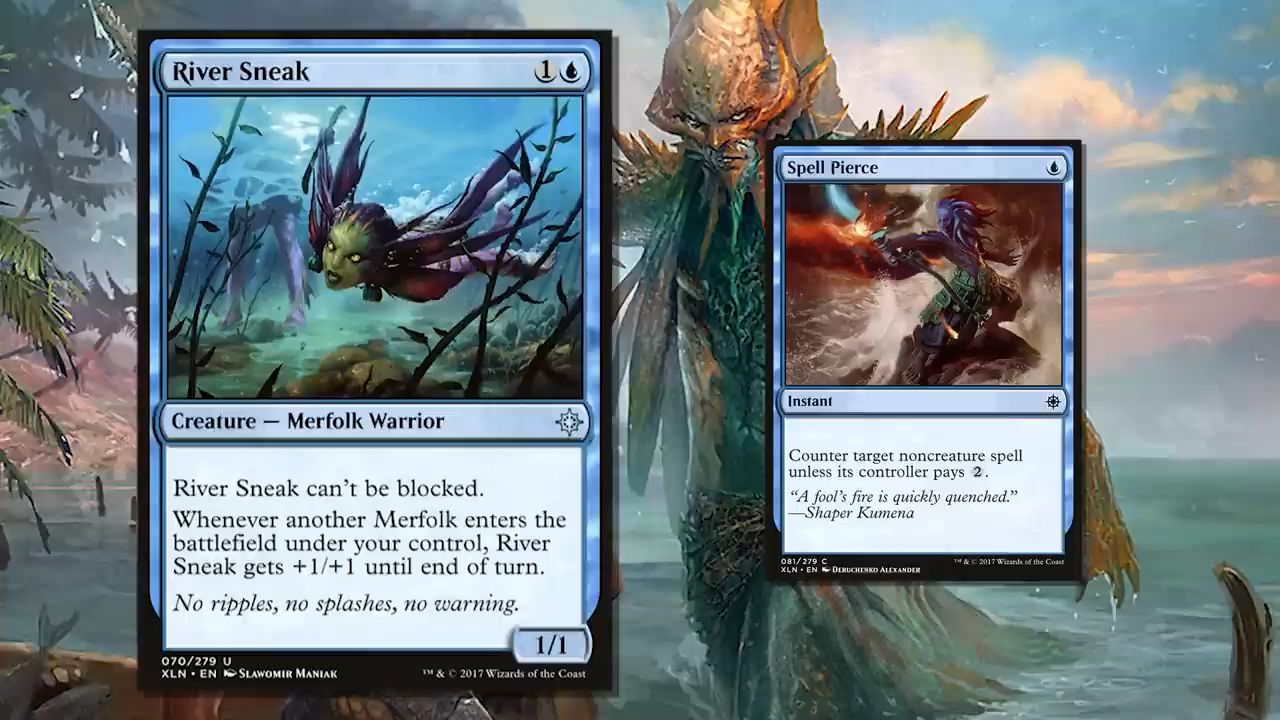 River Sneak 1
Creature — Merfolk Warrior
River Sneak can't be blocked.
Whenever another Merfolk enters the
battlefield under your control, River
Sneak gets +1/+1 until end of turn.
No ripples, no splashes, no warning.
1/1
070/279 U
XLN • EN Slawomir Maniak ™ & © 2017 Wizards of the Coast
Spell Pierce
Instant
Counter target noncreature spell
unless its controller pays 2.
“A fool's fire is quickly quenched.”
—Shaper Kumena
081/279 C
XLN • EN Deruchenko Alexander ™ & © 2017 Wizards of the Coast